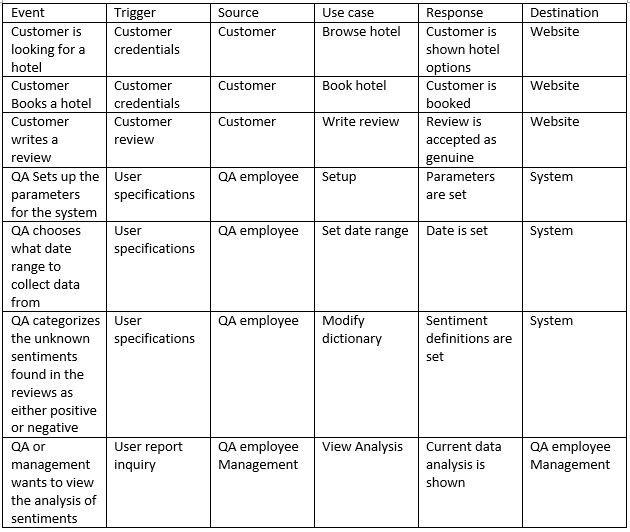 Event Trigger Source Use case Response Destination
Customer is Customer Customer Browse hotel Customer is Website
looking for a credentials shown hotel
hotel options
Customer Customer Customer Book hotel Customer is Website
Books a hotel credentials booked
Customer Customer Customer Write review Review is Website
writes a review accepted as
review genuine
QA Sets up the User QA employee Setup Parameters System
parameters specifications are set
for the system
QA chooses User QA employee Set date range Date is set System
what date specifications
range to
collect data
from
QA categorizes User QA employee Modify Sentiment System
the unknown specifications dictionary definitions are
sentiments set
found in the
reviews as
either positive
or negative
QA or User report QA employee View Analysis Current data QA employee
management inquiry Management analysis is Management
wants to view shown
the analysis of
sentiments